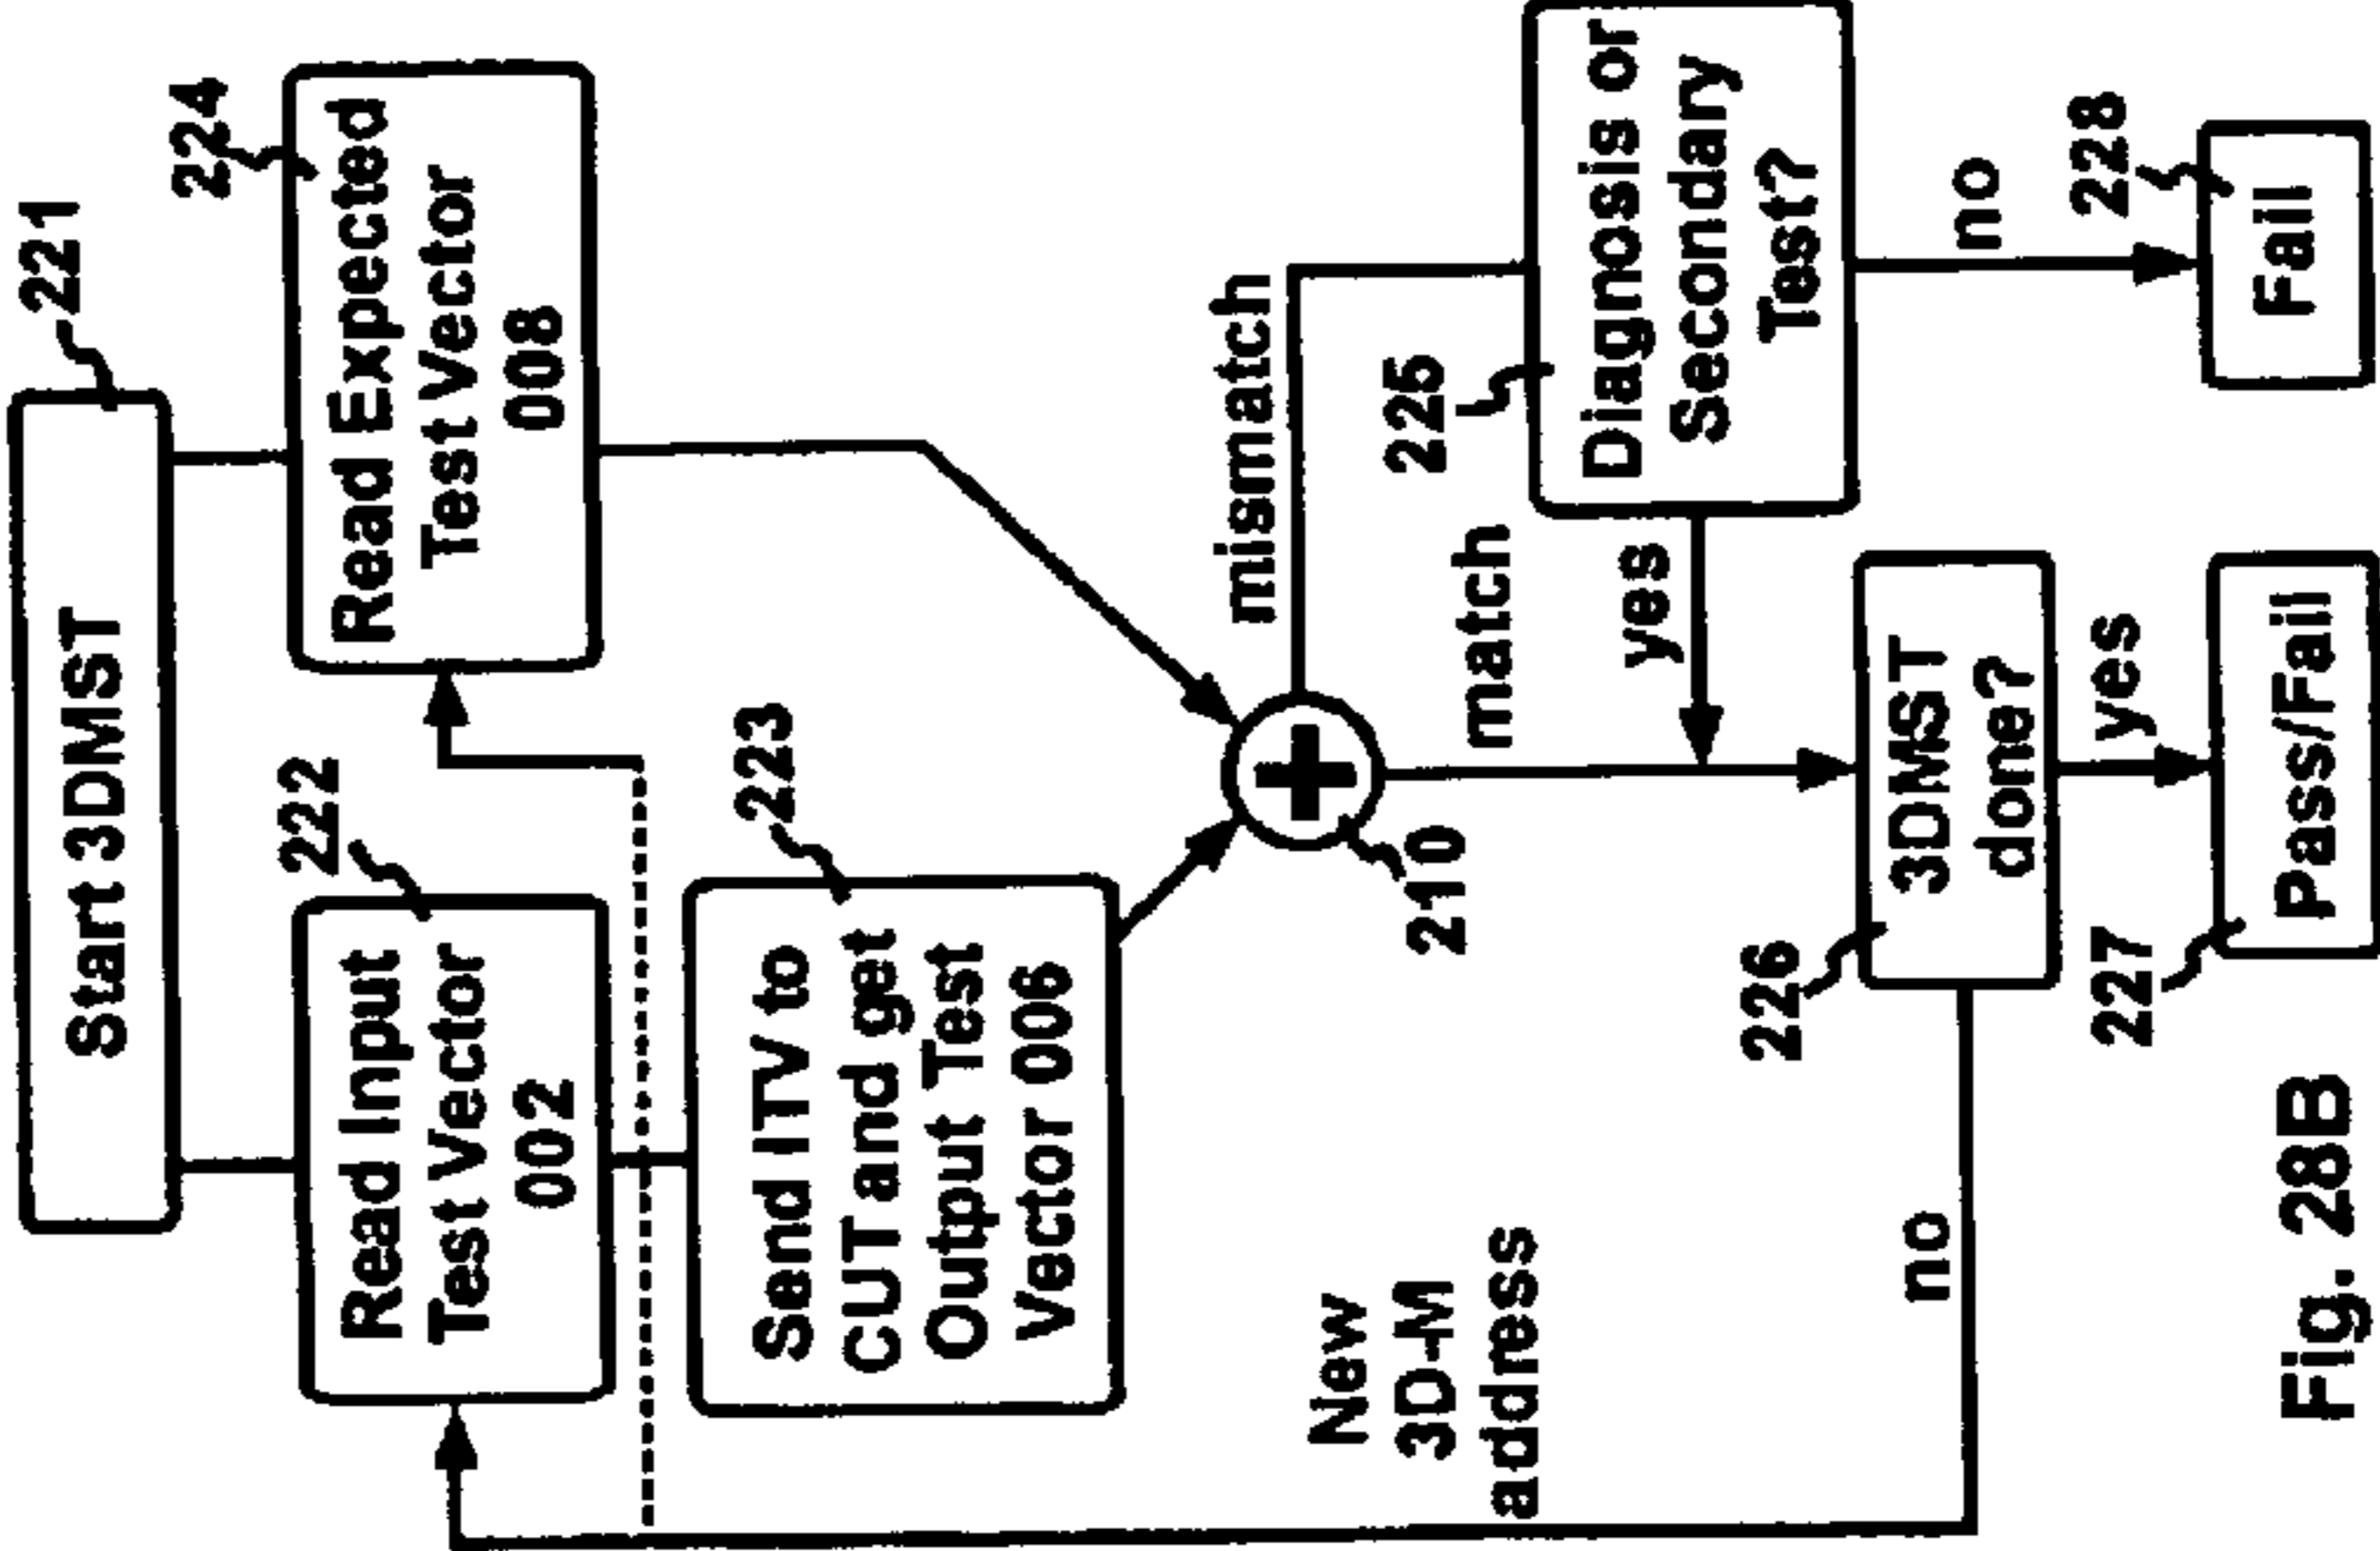 221
Start 3DMST
222
224
Read Input
Test Vector
002
Read Expected
Test Vector
008
223
Send ITV to
CUT and get
Output Test
Vector 006
mismatch
210
match
225
Diagnosis or
Secondary
Test?
yes
New
3D-M
address
226
3DMST
done?
no
no
yes
228
Fail
227
Pass/Fail
Fig. 28B